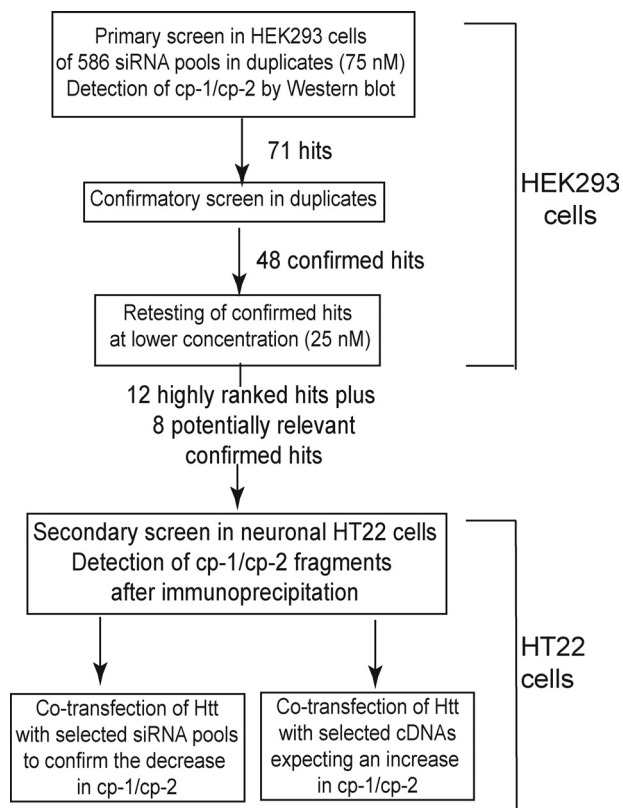 Primary screen in HEK293 cells
of 586 siRNA pools in duplicates (75 nM)
Detection of cp-1/cp-2 by Western blot
71 hits
Confirmatory screen in duplicates
HEK293
cells
48 confirmed hits
Retesting of confirmed hits
at lower concentration (25 nM)
12 highly ranked hits plus
8 potentially relevant
confirmed hits
Secondary screen in neuronal HT22 cells
Detection of cp-1/cp-2 fragments
after immunoprecipitation
HT22
cells
Co-transfection of Htt
with selected siRNA pools
to confirm the decrease
in cp-1/cp-2
Co-transfection of Htt
with selected cDNAs
expecting an increase
in cp-1/cp-2